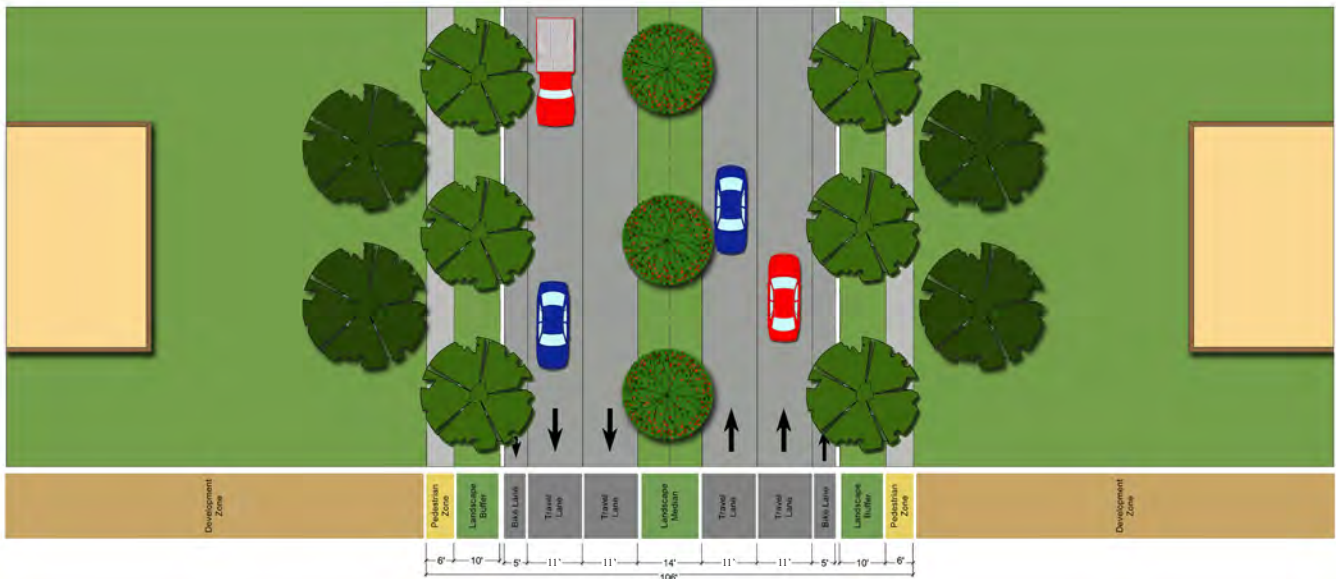 Development
Zone
Pedestrian
Zone
Landscape
Buffer
Bike Lane
Travel
Lane
Travel
Lane
Landscape
Median
Travel
Lane
Travel
Lane
Bike Lane
Landscape
Buffer
Pedestrian
Zone
Development
Zone
6' 10' 5' 11' 11' 14' 11' 11' 5' 10' 6'
106'